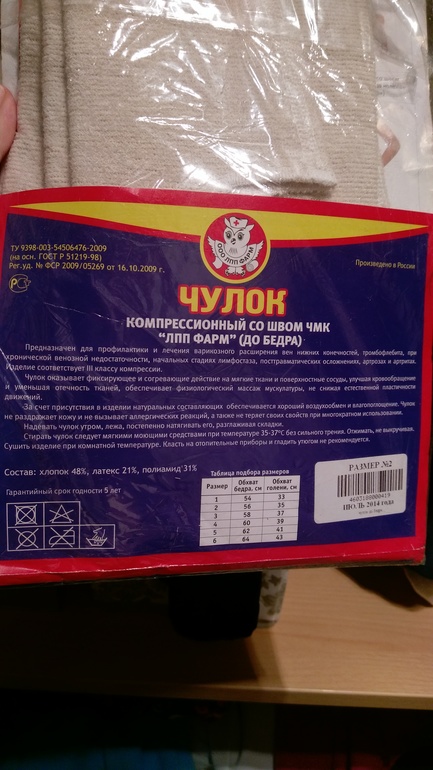 ООО ЛПП ФАРМ
ТУ 9398-003-54506476-2009
(на осн. ГОСТ Р 51219-98)
Рег.уд. № ФСР 2009/05269 от 16.10.2009 г.
Произведено в России
РС
ЧУЛОК
КОМПРЕССИОННЫЙ СО ШВОМ ЧМК
"ЛПП ФАРМ" (ДО БЕДРА)
Предназначен для профилактики и лечения варикозного расширения вен нижних конечностей, тромбофлебита, при
хронической венозной недостаточности, начальных стадиях лимфостаза, посттравматических осложнениях, артрозах и артритах.
Изделие соответствует III классу компрессии.
Чулок оказывает фиксирующее и согревающие действие на мягкие ткани и поверхностные сосуды, улучшая кровообращение
и уменьшая отечность тканей, обеспечивает физиологический массаж мускулатуры, не снижая естественной пластичности
движений.
За счет присутствия в изделии натуральных составляющих обеспечивается хороший воздухообмен и влагопоглощение. Чулок
не раздражает кожу и не вызывает аллергических реакций, а также не теряет своих свойств при многократном использовании.
Надевать чулок утром, лежа, постепенно натягивать его, разглаживая складки.
Стирать чулок следует мягкими моющими средствами при температуре 35-37°С без сильного трения. Отжимать, не выкручивая.
Сушить изделие при комнатной температуре. Класть на отопительные приборы и гладить утюгом не рекомендуется.
Состав: хлопок 48%, латекс 21%, полиамид 31%
Гарантийный срок годности 5 лет
Таблица подбора размеров
Размер Обхват бедра, см Обхват голени, см
1 54 33
2 56 35
3 58 37
4 60 39
5 62 41
6 64 43
РАЗМЕР №2
4605100000419
ИЮЛЬ 2014 года